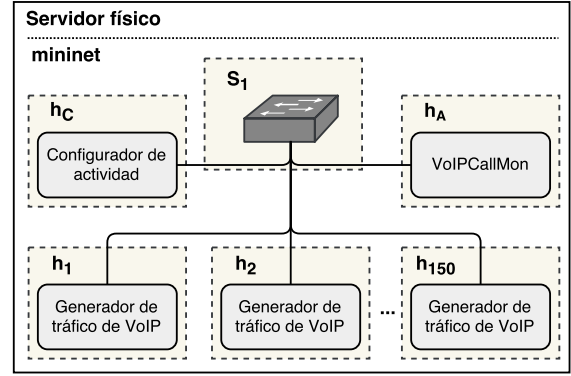 Servidor físico
mininet
S1
hC
Configurador de
actividad
hA
VoIPCallMon
h1
Generador de
tráfico de VoIP
h2
Generador de
tráfico de VoIP
...
h150
Generador de
tráfico de VoIP